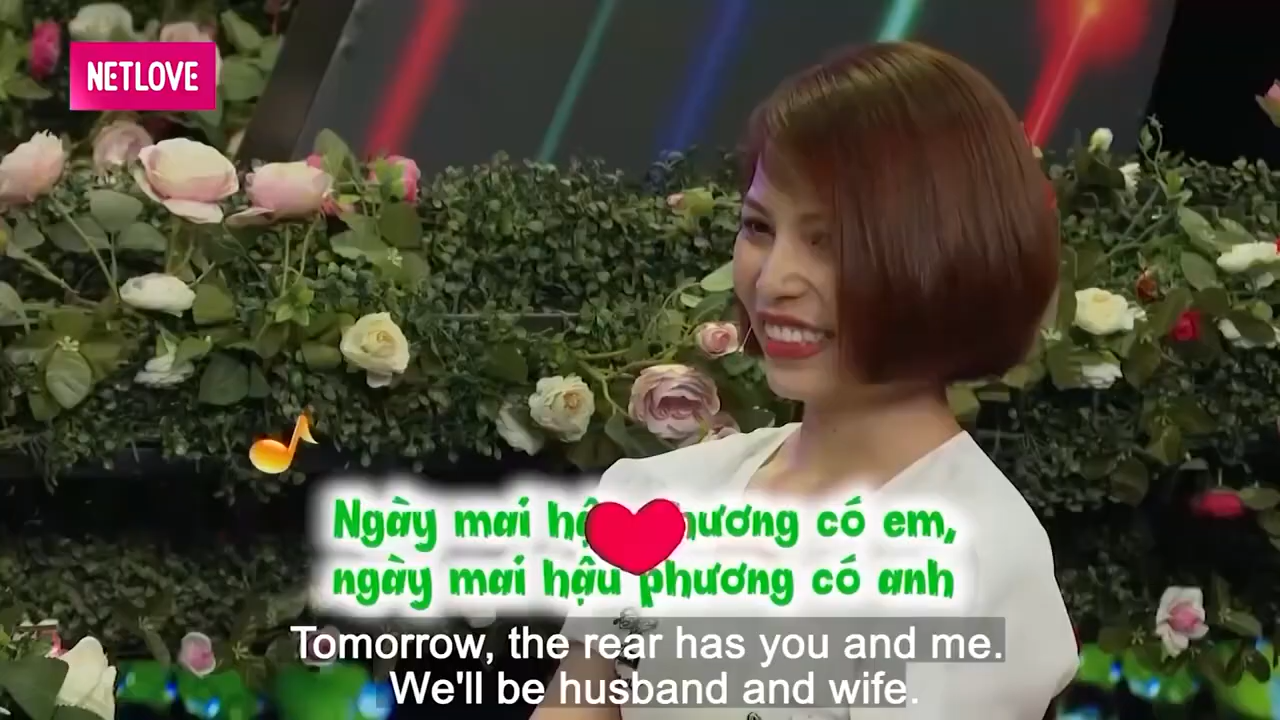 NETLOVE
Ngày mai hậu phương có em,
ngày mai hậu phương có anh
Tomorrow, the rear has you and me.
We'll be husband and wife.